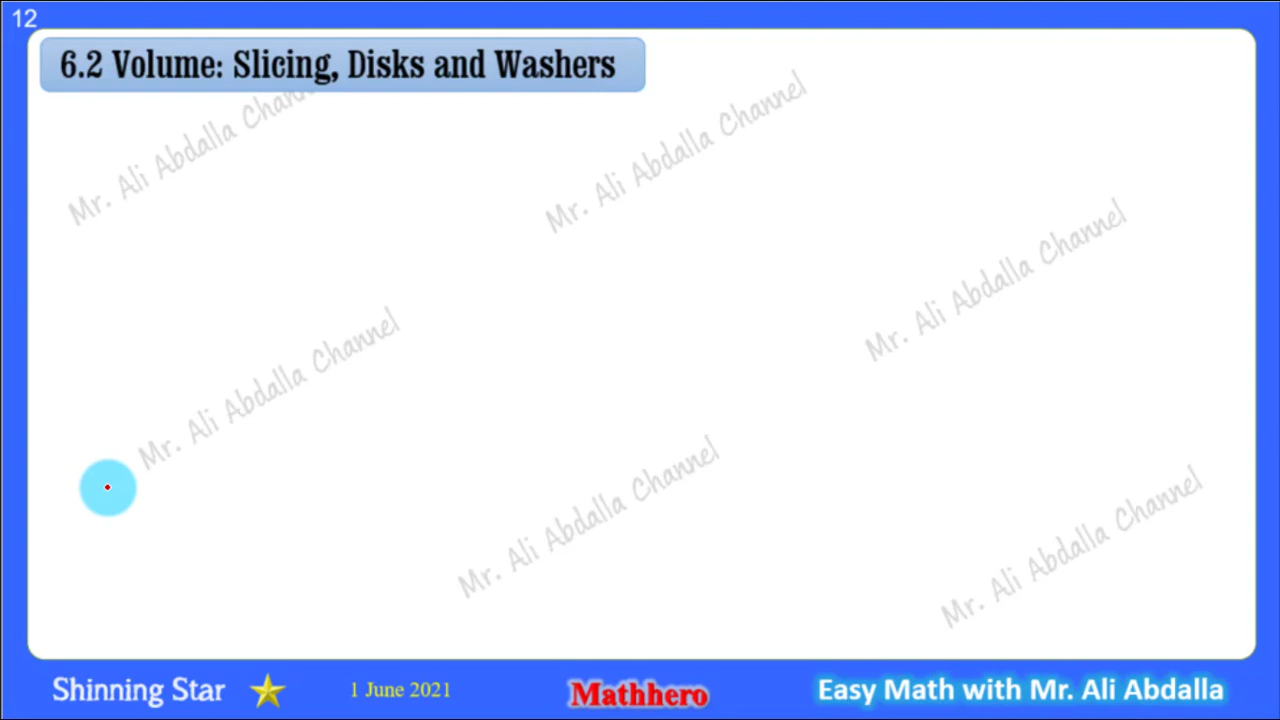 12
6.2 Volume: Slicing, Disks and Washers
Mr. Ali Abdalla Channel
Mr. Ali Abdalla Channel
Mr. Ali Abdalla Channel
Mr. Ali Abdalla Channel
Mr. Ali Abdalla Channel
Mr. Ali Abdalla Channel
Shinning Star 1 June 2021 Mathhero Easy Math with Mr. Ali Abdalla